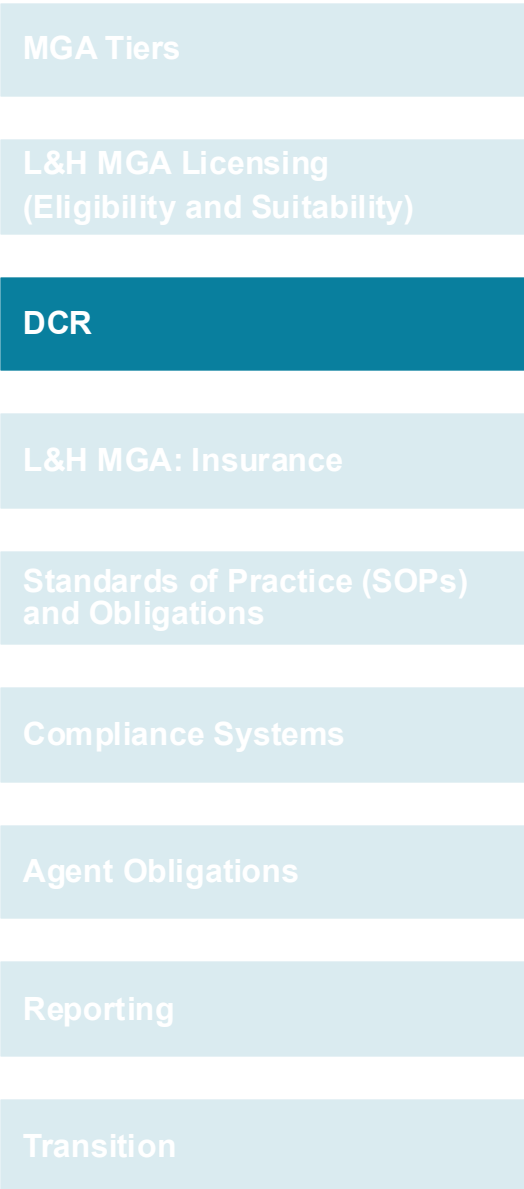 MGA Tiers
L&H MGA Licensing
(Eligibility and Suitability)
DCR
L&H MGA: Insurance
Standards of Practice (SOPs)
and Obligations
Compliance Systems
Agent Obligations
Reporting
Transition